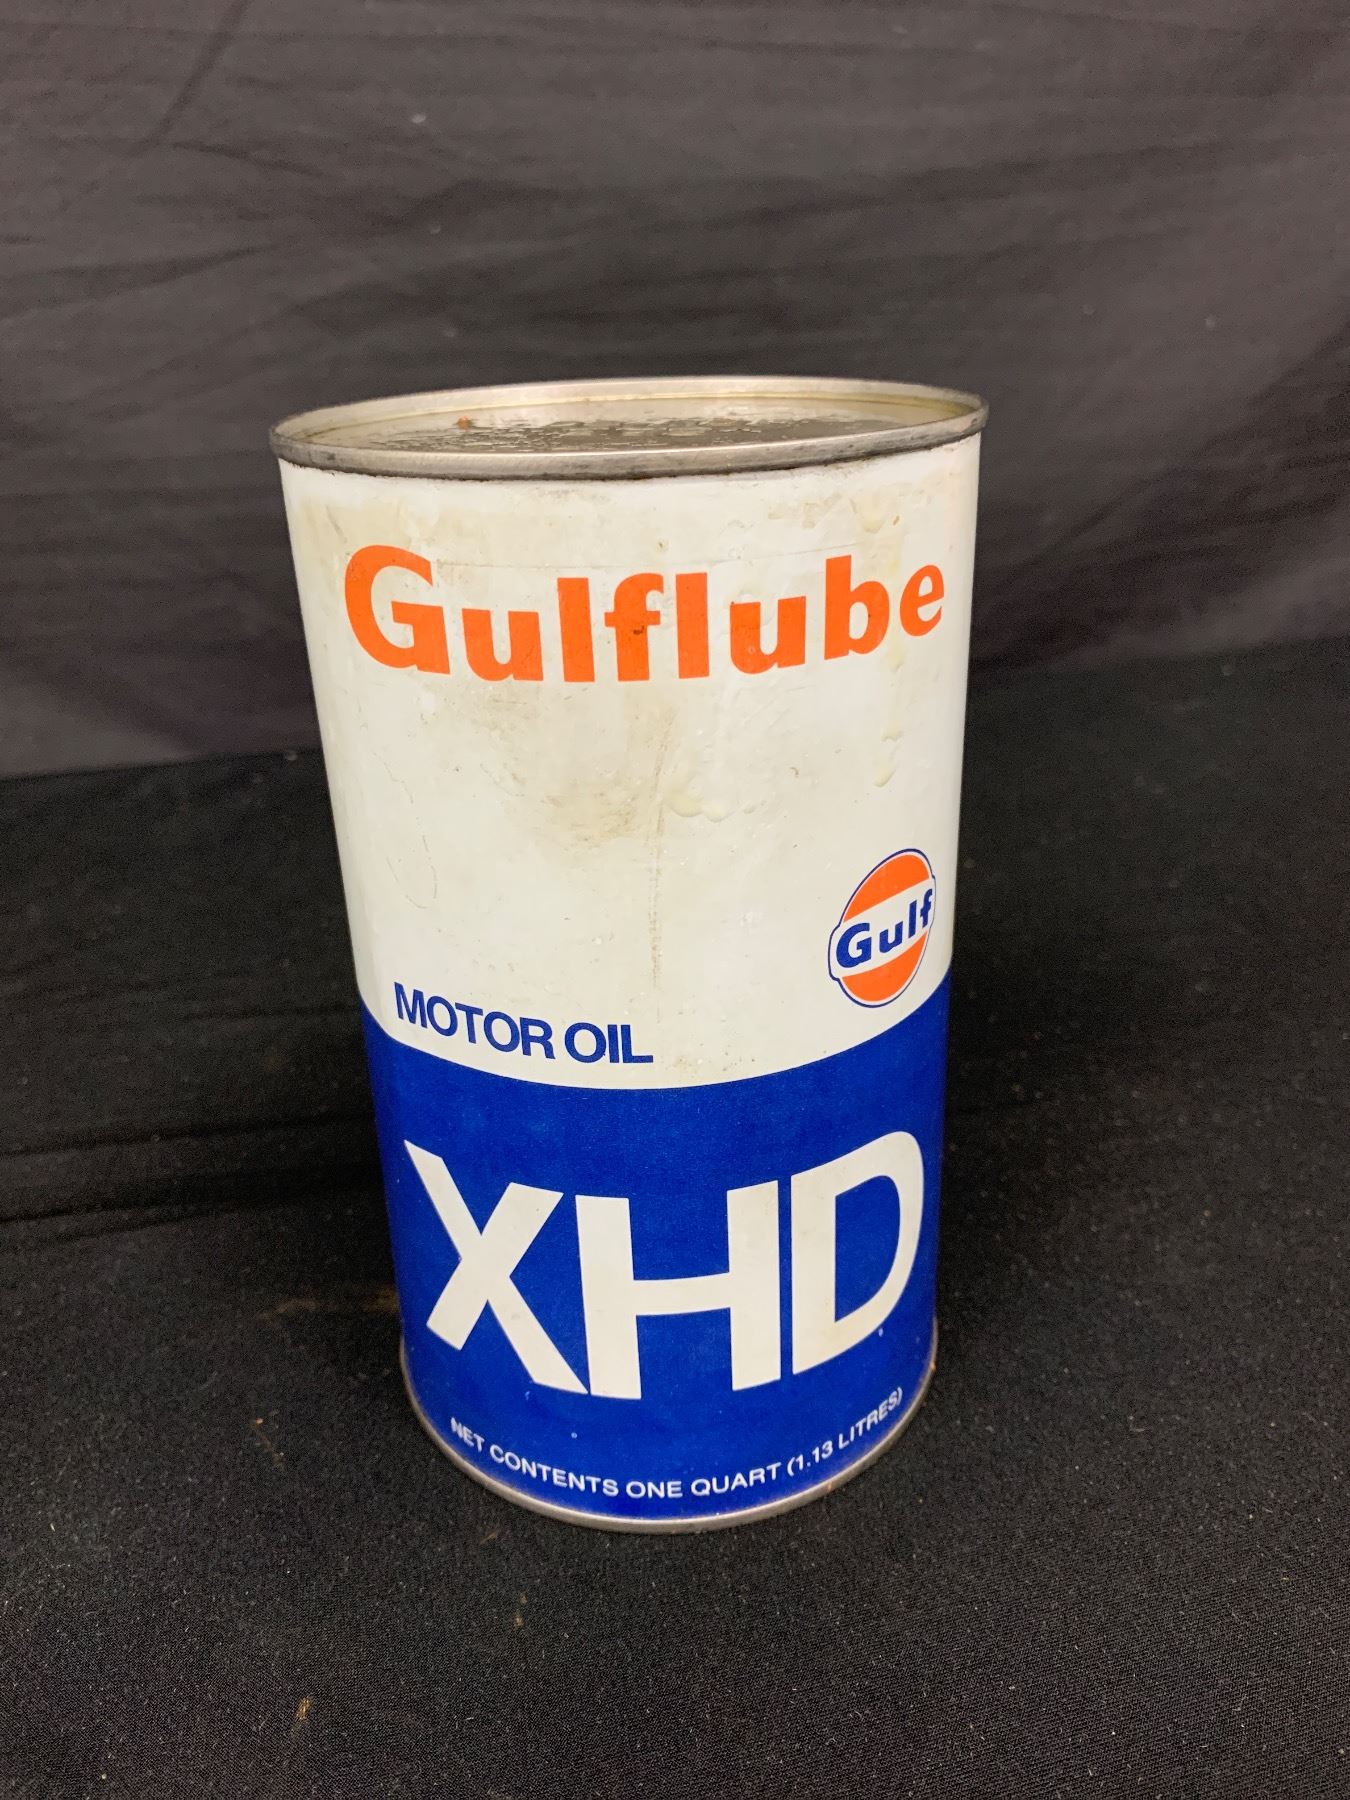 Gulflube
Gulf
MOTOR OIL
XHD
NET CONTENTS ONE QUART (1.13 LITRES)